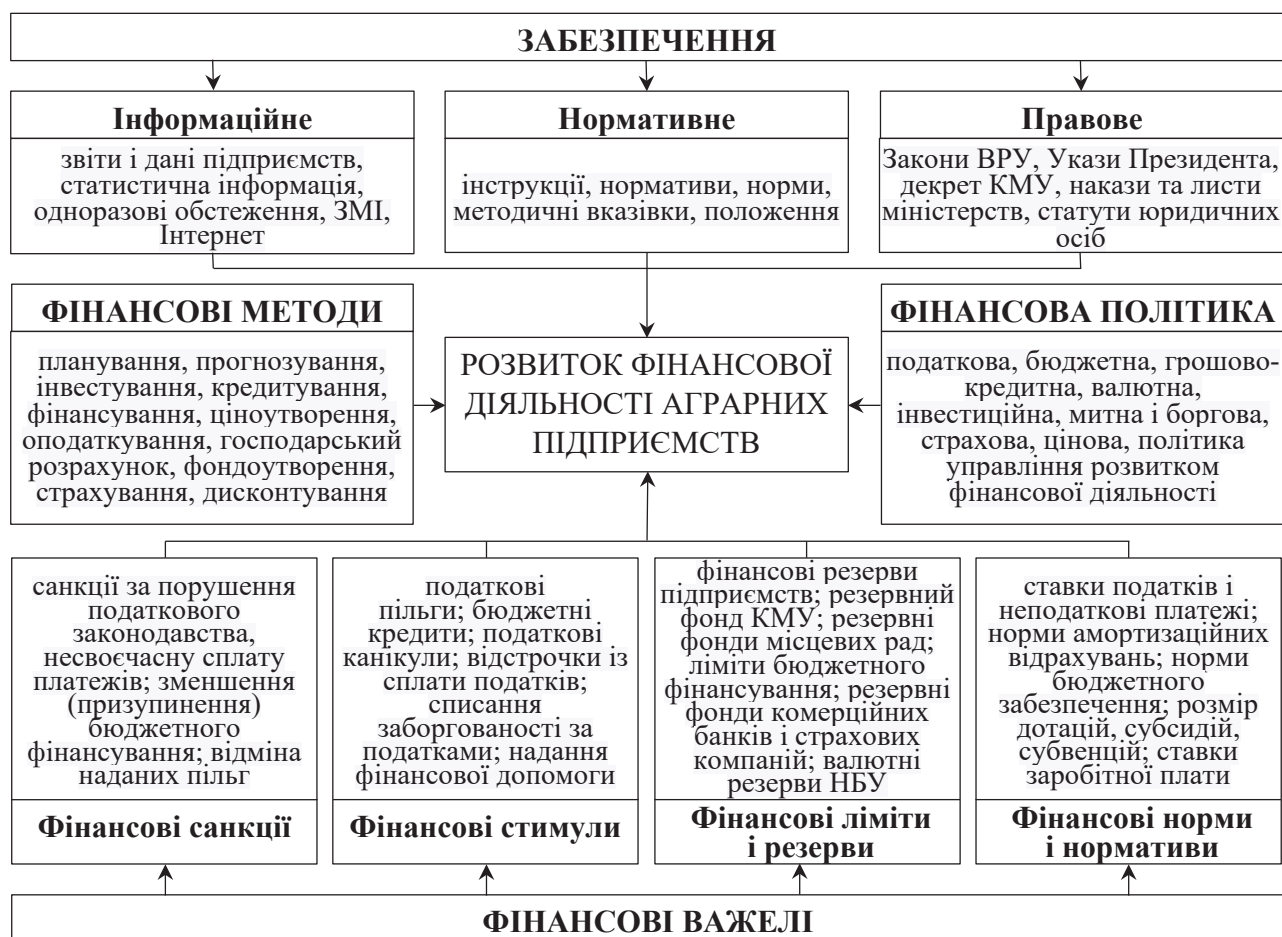 ЗАБЕЗПЕЧЕННЯ
Інформаційне
звіти і дані підприємств,
статистична інформація,
одноразові обстеження, ЗМІ,
Інтернет
Нормативне
інструкції, нормативи, норми,
методичні вказівки, положення
Правове
Закони ВРУ, Укази Президента,
декрет КМУ, накази та листи
міністерств, статути юридичних
осіб
ФІНАНСОВІ МЕТОДИ
планування, прогнозування,
інвестування, кредитування,
фінансування, ціноутворення,
оподаткування, господарський
розрахунок, фондоутворення,
страхування, дисконтування
РОЗВИТОК ФІНАНСОВОЇ
ДІЯЛЬНОСТІ АГРАРНИХ
ПІДПРИЄМСТВ
ФІНАНСОВА ПОЛІТИКА
податкова, бюджетна, грошово-
кредитна, валютна,
інвестиційна, митна і боргова,
страхова, цінова, політика
управління розвитком
фінансової діяльності
санкції за порушення
податкового
законодавства,
несвоєчасну сплату
платежів; зменшення
(призупинення)
бюджетного
фінансування; відміна
наданих пільг
Фінансові санкції
податкові
пільги; бюджетні
кредити; податкові
канікули; відстрочки із
сплати податків;
списання
заборгованості за
податками; надання
фінансової допомоги
Фінансові стимули
фінансові резерви
підприємств; резервний
фонд КМУ; резервні
фонди місцевих рад;
ліміти бюджетного
фінансування; резервні
фонди комерційних
банків і страхових
компаній; валютні
резерви НБУ
Фінансові ліміти
і резерви
ставки податків і
неподаткові платежі;
норми амортизаційних
відрахувань; норми
бюджетного
забезпечення; розмір
дотацій, субсидій,
субвенцій; ставки
заробітної плати
Фінансові норми
і нормативи
ФІНАНСОВІ ВАЖЕЛІ